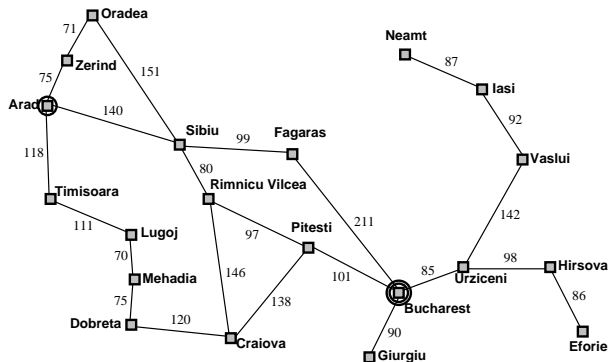 Oradea
71
Neamt
87
Zerind
75
151
Iasi
Arad
140
92
Sibiu
99
Fagaras
118
80
Vaslui
Timisoara
Rimnicu Vilcea
111
97
Pitesti
211
142
Lugoj
70
146
101
85
98
Hirsova
Mehadia
138
Urziceni
75
86
Bucharest
Dobreta
120
90
Craiova
Giurgiu
Eforie